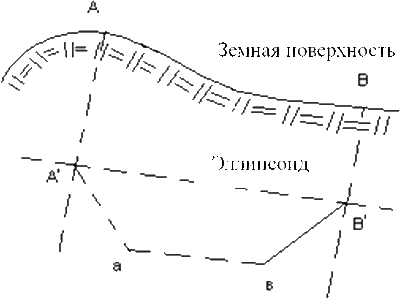 А
Земная поверхность
В
Эллипсоид
А'
В'
а
в